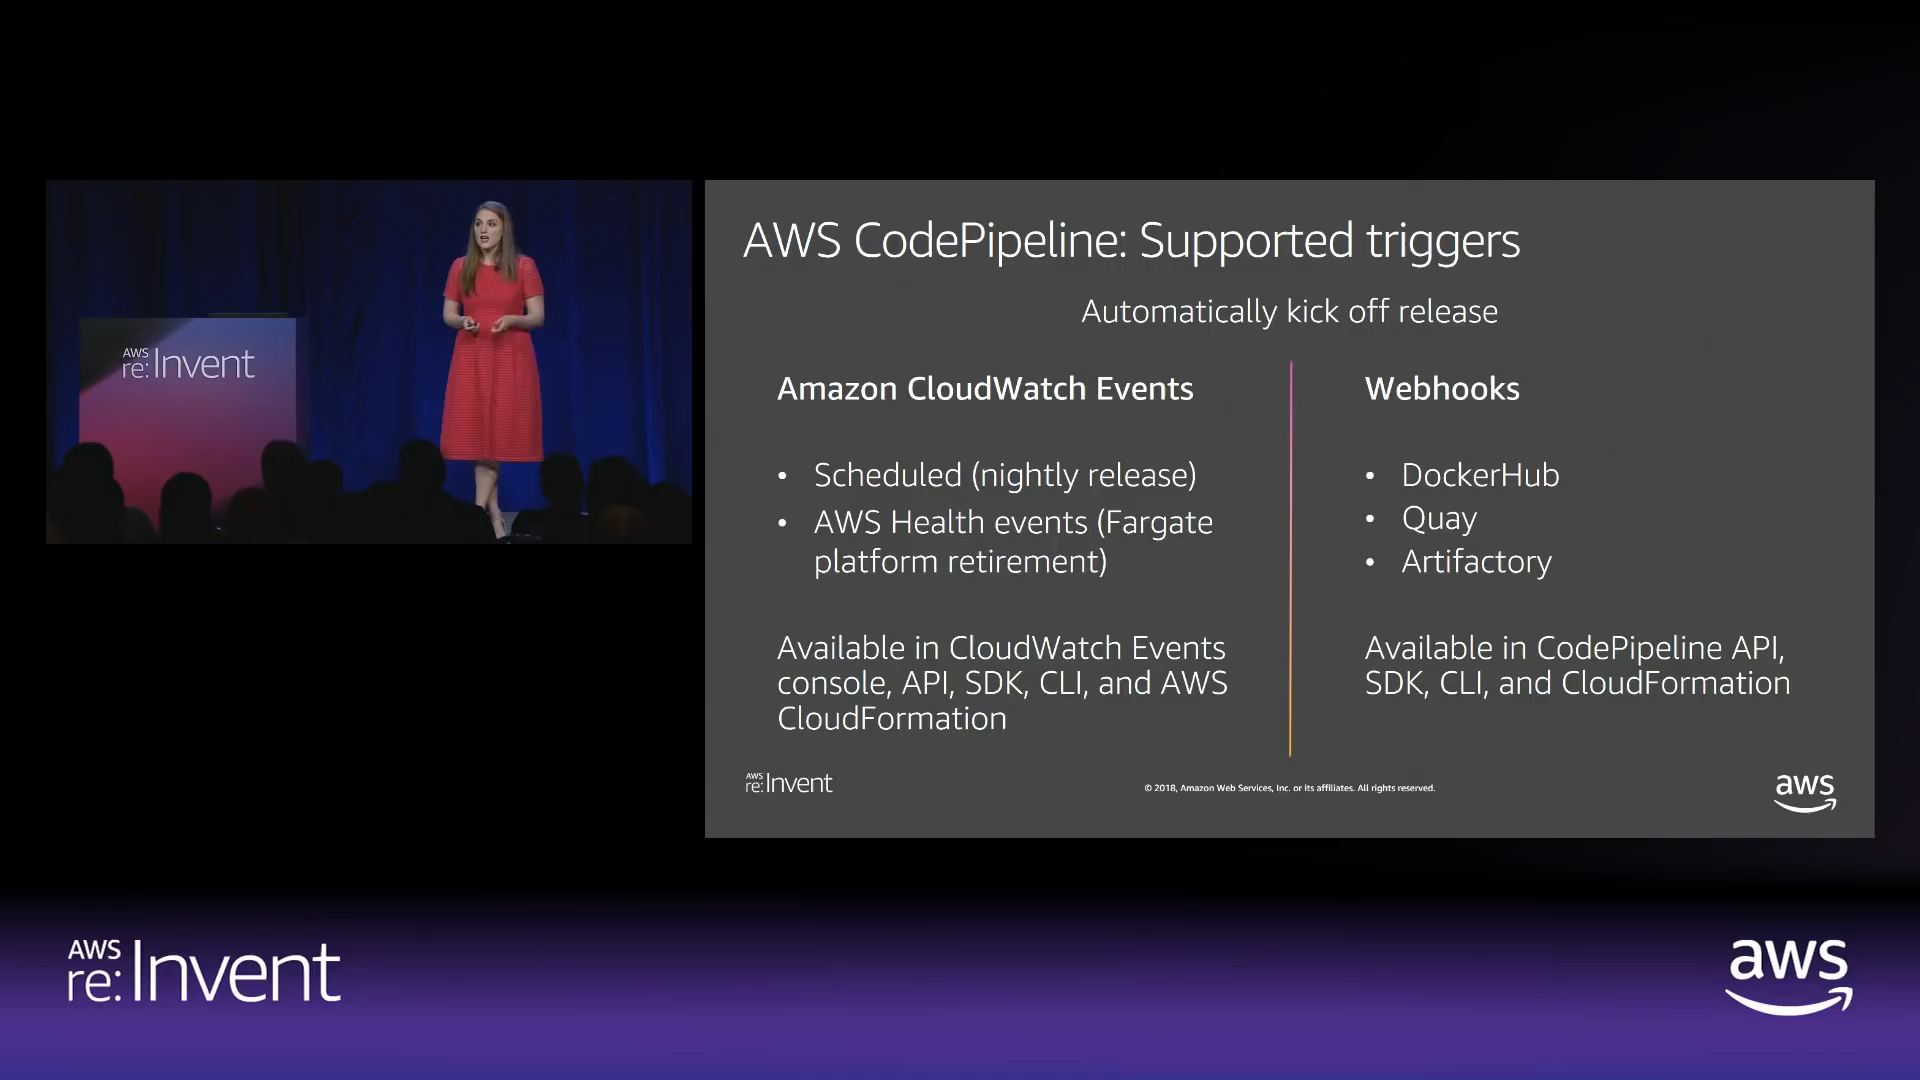 AWS
re:Invent
AWS CodePipeline: Supported triggers
Automatically kick off release
Amazon CloudWatch Events
• Scheduled (nightly release)
• AWS Health events (Fargate
platform retirement)
Available in CloudWatch Events
console, API, SDK, CLI, and AWS
CloudFormation
Webhooks
• DockerHub
• Quay
• Artifactory
Available in CodePipeline API,
SDK, CLI, and CloudFormation
AWS
re:Invent
© 2018, Amazon Web Services, Inc. or its affiliates. All rights reserved.
aws
AWS
re:Invent
aws